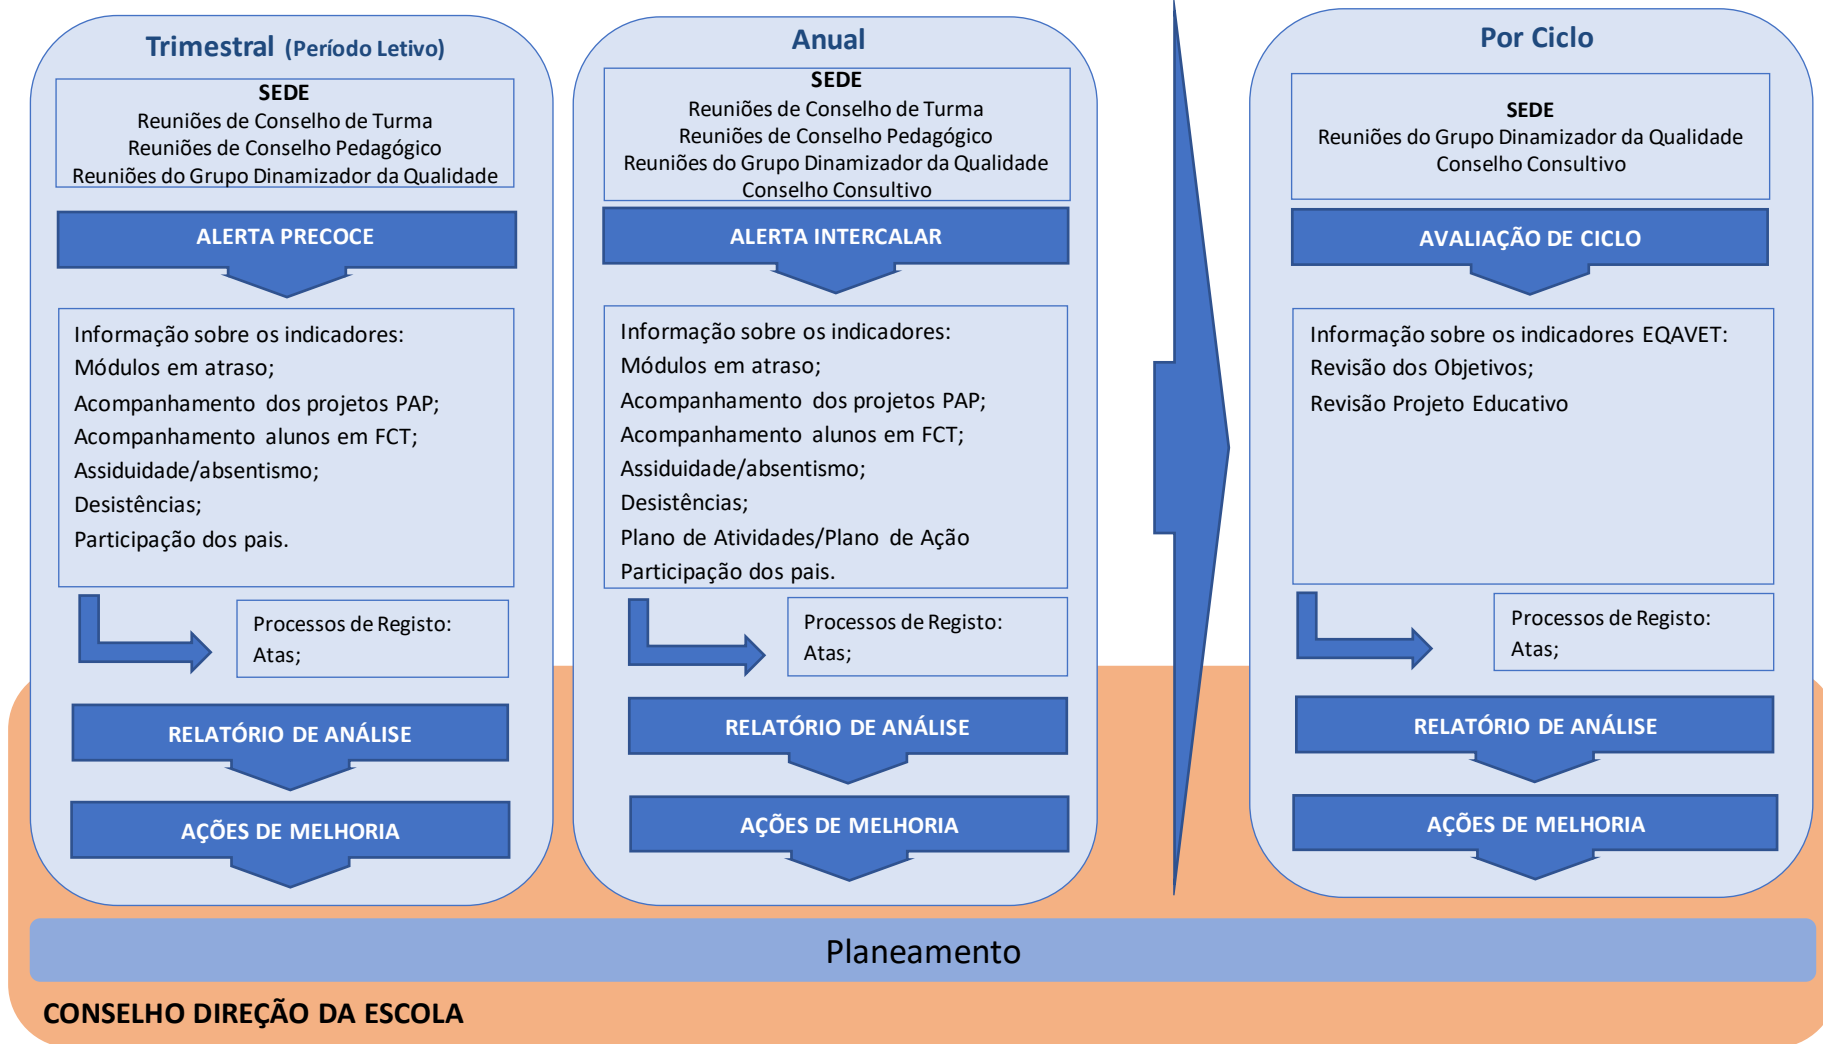 Trimestral (Período Letivo)
SEDE
Reuniões de Conselho de Turma
Reuniões de Conselho Pedagógico
Reuniões do Grupo Dinamizador da Qualidade
ALERTA PRECOCE
Informação sobre os indicadores:
Módulos em atraso;
Acompanhamento dos projetos PAP;
Acompanhamento alunos em FCT;
Assiduidade/absentismo;
Desistências;
Participação dos pais.
Processos de Registo:
Atas;
RELATÓRIO DE ANÁLISE
AÇÕES DE MELHORIA
Anual
SEDE
Reuniões de Conselho de Turma
Reuniões de Conselho Pedagógico
Reuniões do Grupo Dinamizador da Qualidade
Conselho Consultivo
ALERTA INTERCALAR
Informação sobre os indicadores:
Módulos em atraso;
Acompanhamento dos projetos PAP;
Acompanhamento alunos em FCT;
Assiduidade/absentismo;
Desistências;
Plano de Atividades/Plano de Ação
Participação dos pais.
Processos de Registo:
Atas;
RELATÓRIO DE ANÁLISE
AÇÕES DE MELHORIA
Por Ciclo
SEDE
Reuniões do Grupo Dinamizador da Qualidade
Conselho Consultivo
AVALIAÇÃO DE CICLO
Informação sobre os indicadores EQAVET:
Revisão dos Objetivos;
Revisão Projeto Educativo
Processos de Registo:
Atas;
RELATÓRIO DE ANÁLISE
AÇÕES DE MELHORIA
Planeamento
CONSELHO DIREÇÃO DA ESCOLA